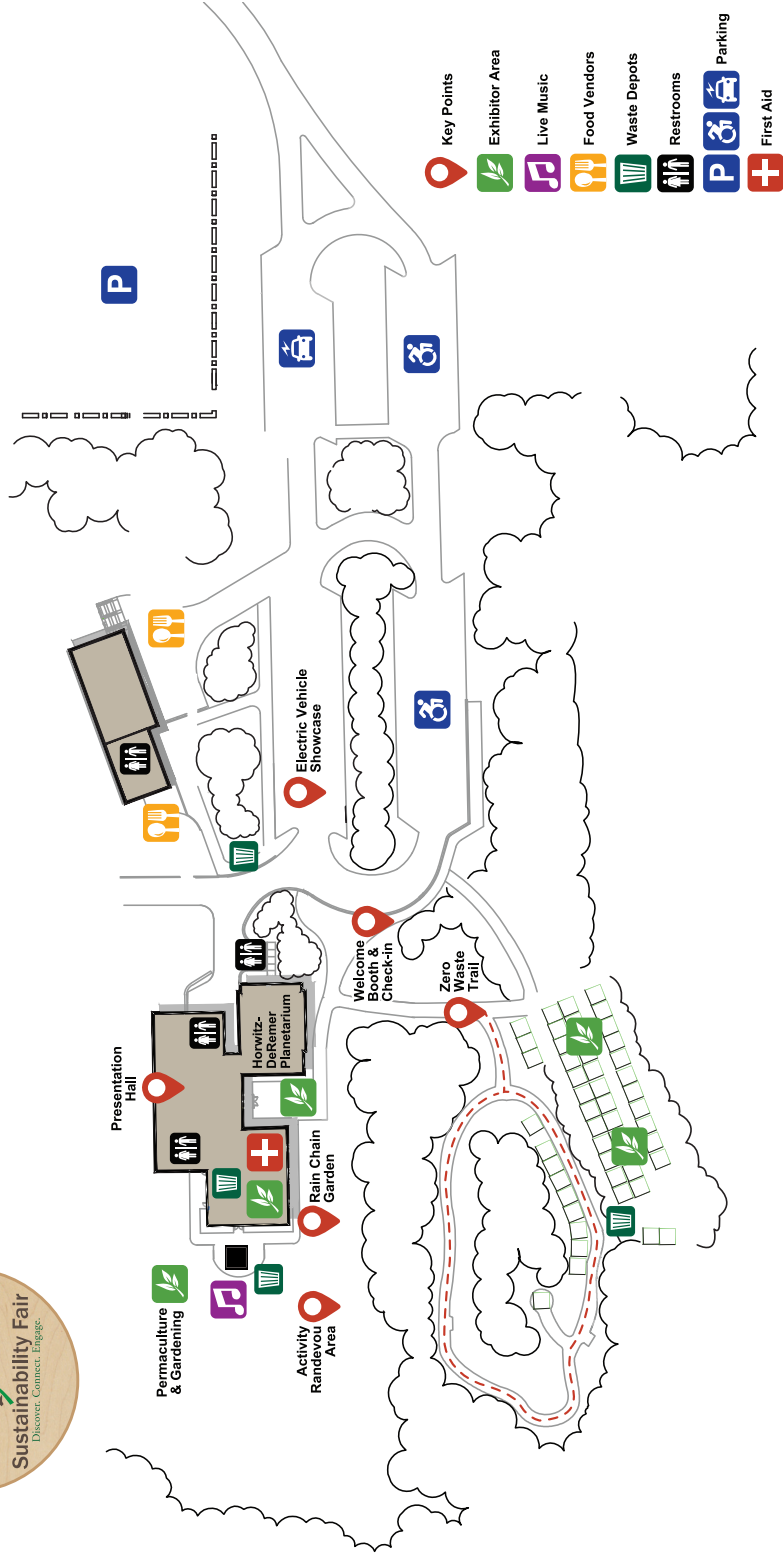 Sustainability Fair
Discover. Connect. Engage.
Permaculture
& Gardening
Activity
Randevou
Area
Rain Chain
Garden
Presentation
Hall
Horwitz-
DeRemer
Planetarium
Welcome
Booth &
Check-in
Zero
Waste
Trail
Electric Vehicle
Showcase
P
Key Points
Exhibitor Area
Live Music
Food Vendors
Waste Depots
Restrooms
P
Parking
First Aid